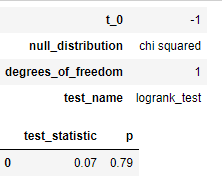 t_0 -1
null_distribution chi squared
degrees_of_freedom 1
test_name logrank_test
test_statistic p
0 0.07 0.79